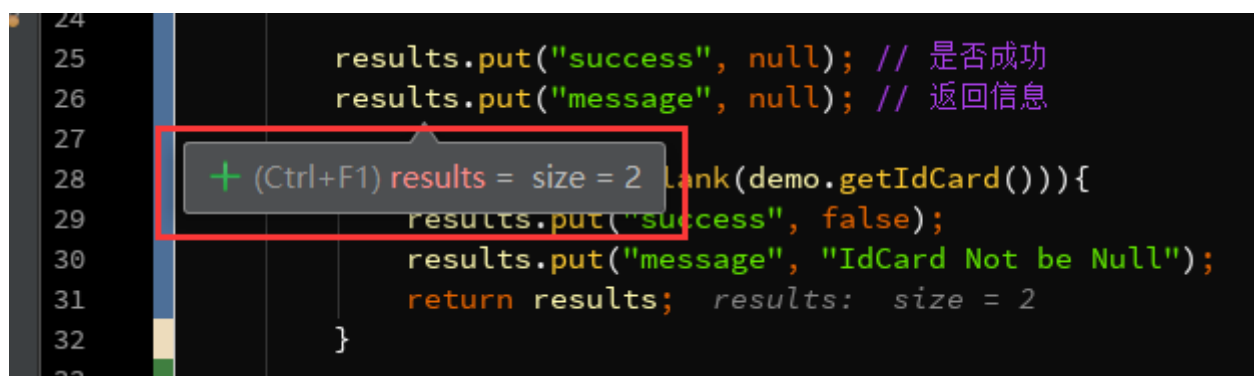 24
25 results.put("success", null); // 是否成功
26 results.put("message", null); // 返回信息
27
+ (Ctrl+F1) results = size = 2
28 lank(demo.getIdCard())){
29 results.put("success", false);
30 results.put("message", "IdCard Not be Null");
31 return results; results: size = 2
32 }